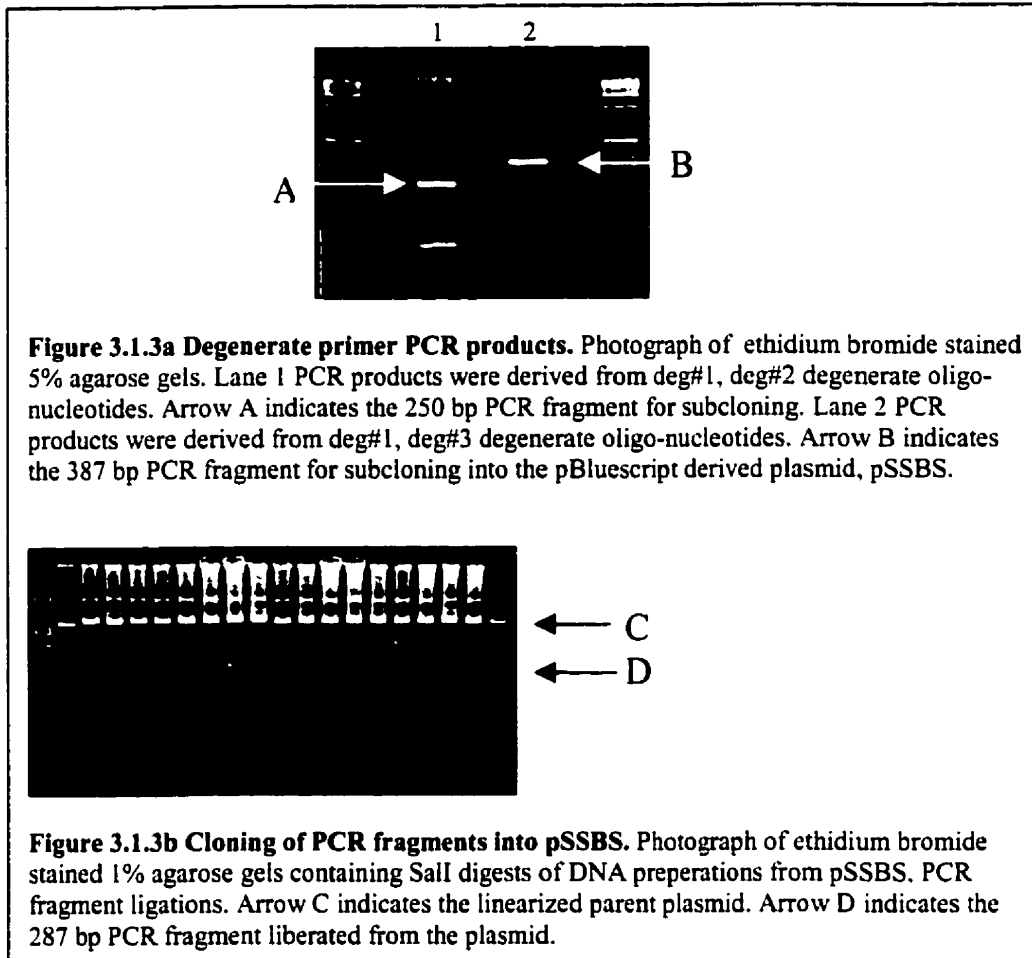 1 2
A
B
Figure 3.1.3a Degenerate primer PCR products. Photograph of ethidium bromide stained
5% agarose gels. Lane 1 PCR products were derived from deg#1, deg#2 degenerate oligo-
nucleotides. Arrow A indicates the 250 bp PCR fragment for subcloning. Lane 2 PCR
products were derived from deg#1, deg#3 degenerate oligo-nucleotides. Arrow B indicates
the 387 bp PCR fragment for subcloning into the pBluescript derived plasmid, pSSBS.
C
D
Figure 3.1.3b Cloning of PCR fragments into pSSBS. Photograph of ethidium bromide
stained 1% agarose gels containing SalI digests of DNA preperations from pSSBS, PCR
fragment ligations. Arrow C indicates the linearized parent plasmid. Arrow D indicates the
287 bp PCR fragment liberated from the plasmid.